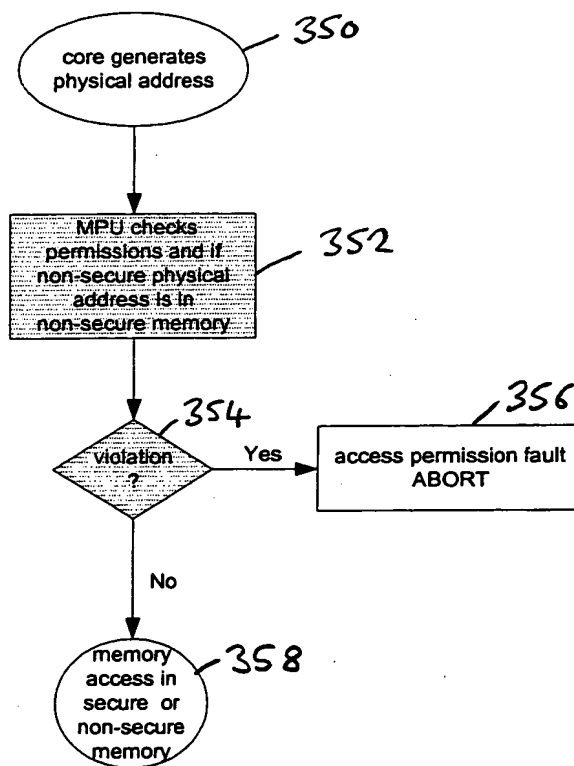 core generates
physical address
350
MPU checks
permissions and if
non-secure physical
address is in
non-secure memory
352
354
violation
?
Yes
356
access permission fault
ABORT
No
memory
access in
secure or
non-secure
memory
358